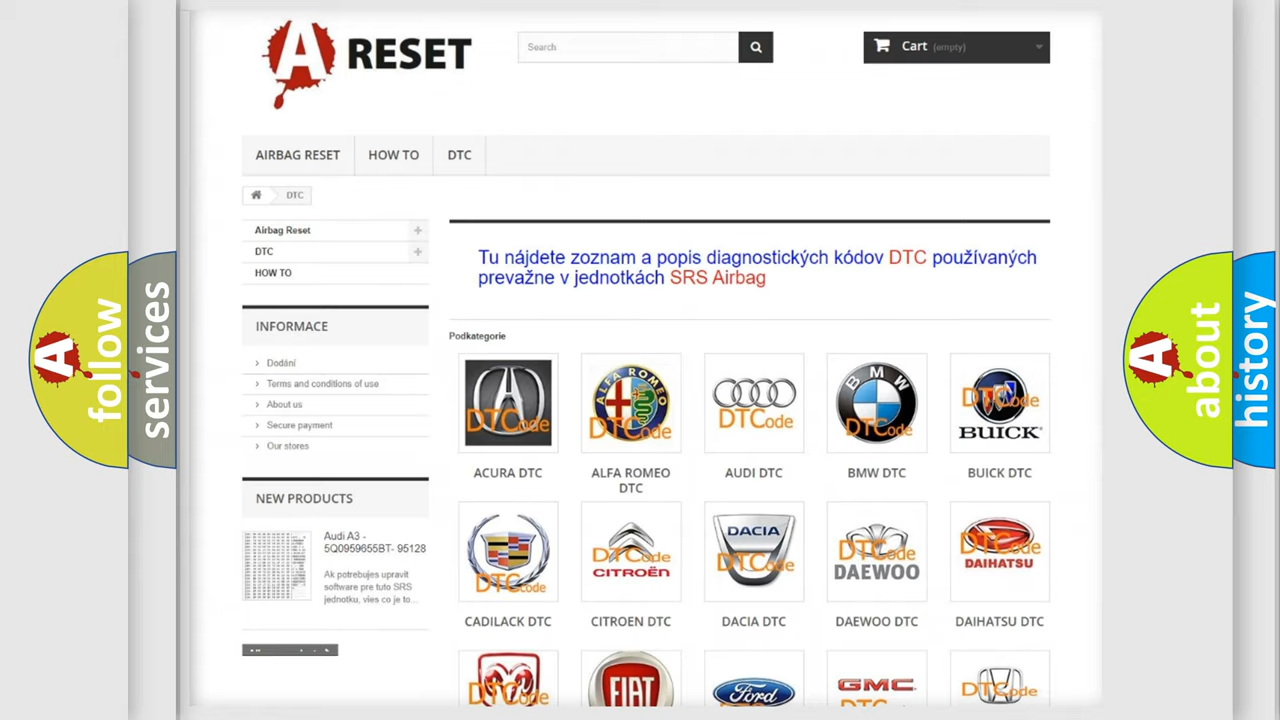 A RESET
Search
Cart (empty)
AIRBAG RESET
HOW TO
DTC
DTC
Airbag Reset
DTC
HOW TO
Tu nájdete zoznam a popis diagnostických kódov DTC používaných
prevažne v jednotkách SRS Airbag
INFORMACE
Dodání
Terms and conditions of use
About us
Secure payment
Our stores
Podkategorie
DTCode
ALFA ROMEO
DTCode
DTCode
BMW
DTCode
DTCode
BUICK
ACURA DTC
ALFA ROMEO
DTC
AUDI DTC
BMW DTC
BUICK DTC
NEW PRODUCTS
Audi A3 -
5Q0959655BT- 95128
Ak potrebujes upravit
software pre tuto SRS
jednotku, vies co je to...
DTCode
DTCode
CITROËN
DACIA
DTCode
DTCode
DAEWOO
DTCode
DAIHATSU
CADILACK DTC
CITROEN DTC
DACIA DTC
DAEWOO DTC
DAIHATSU DTC
DTCode
FIAT
Ford
GMC
DTCode
A follow
services
A about
history